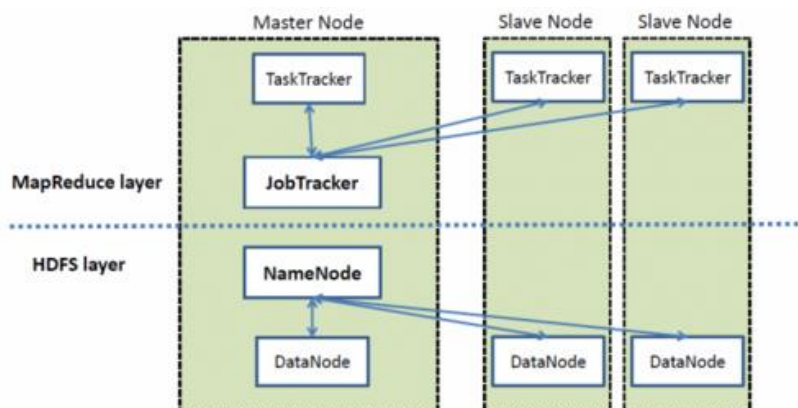 Master Node
Slave Node
Slave Node
TaskTracker
TaskTracker
TaskTracker
MapReduce layer
JobTracker
HDFS layer
NameNode
DataNode
DataNode
DataNode